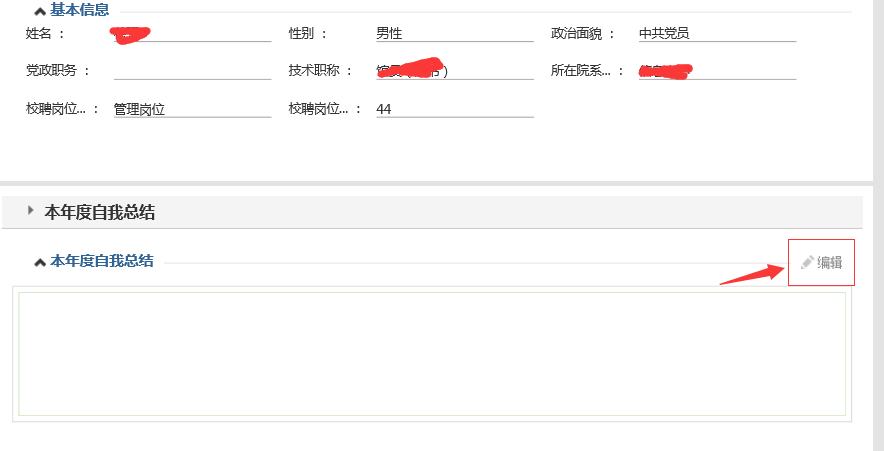 基本信息
姓名 ： 性别 ： 男性 政治面貌 ： 中共党员
党政职务 ： 技术职称 ： ) 所在院系... ：
校聘岗位... ： 管理岗位 校聘岗位... ： 44
本年度自我总结
本年度自我总结
编辑